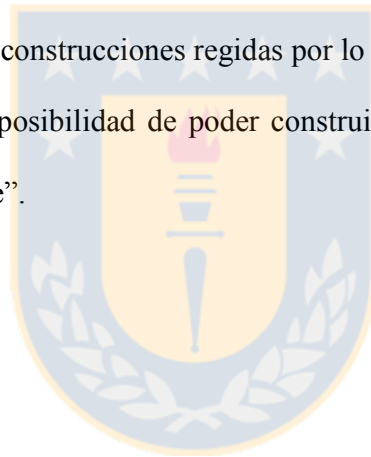 construcciones regidas por lo
posibilidad de poder construi
e”.